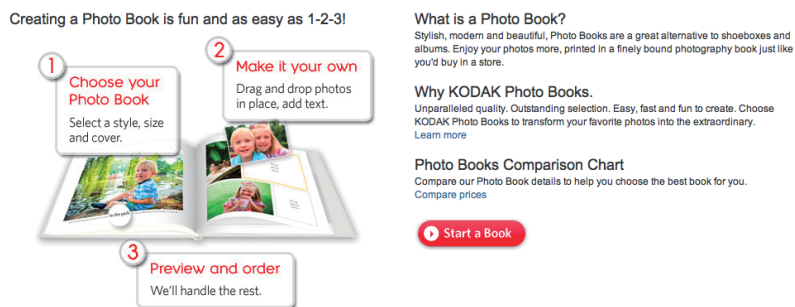 Creating a Photo Book is fun and as easy as 1-2-3!
1
Choose your
Photo Book
Select a style, size
and cover.
2
Make it your own
Drag and drop photos
in place, add text.
in the park
3
Preview and order
We'll handle the rest.
What is a Photo Book?
Stylish, modern and beautiful, Photo Books are a great alternative to shoeboxes and
albums. Enjoy your photos more, printed in a finely bound photography book just like
you'd buy in a store.
Why KODAK Photo Books.
Unparalleled quality. Outstanding selection. Easy, fast and fun to create. Choose
KODAK Photo Books to transform your favorite photos into the extraordinary.
Learn more
Photo Books Comparison Chart
Compare our Photo Book details to help you choose the best book for you.
Compare prices
Start a Book